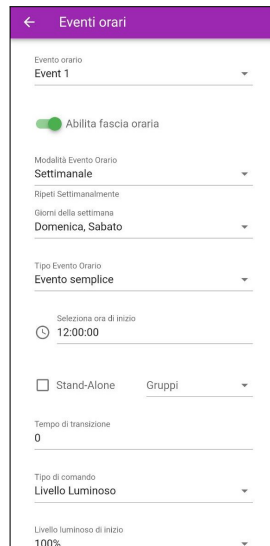 Eventi orari
Evento orario
Event 1
Abilita fascia oraria
Modalità Evento Orario
Settimanale
Ripeti Settimanalmente
Giorni della settimana
Domenica, Sabato
Tipo Evento Orario
Evento semplice
Seleziona ora di inizio
12:00:00
Stand-Alone Gruppi
Tempo di transizione
0
Tipo di comando
Livello Luminoso
Livello luminoso di inizio
100%